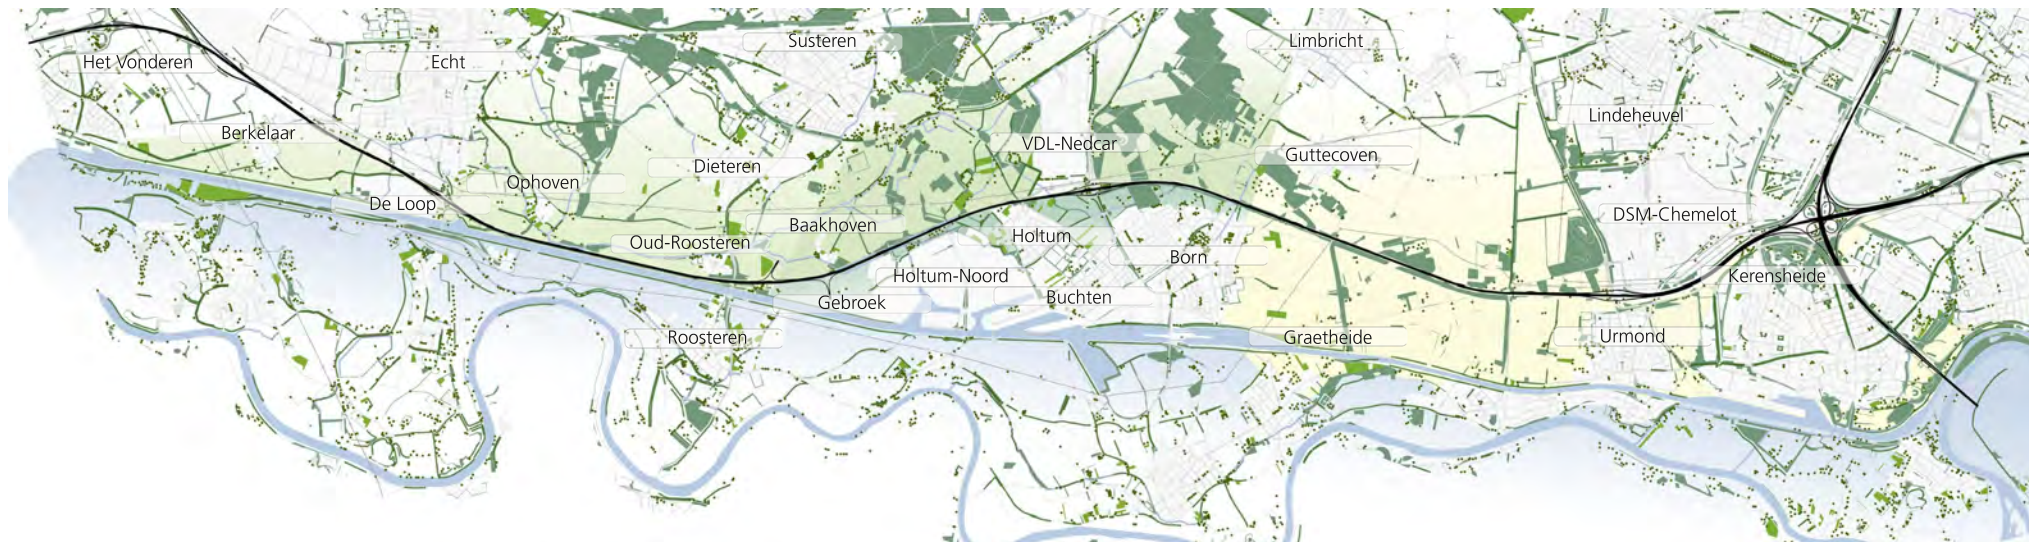 Susteren
Limbricht
Het Vonderen
Echt
Lindeheuvel
Berkelaar
VDL-Nedcar
Guttecoven
Dieteren
Ophoven
De Loop
DSM-Chemelot
Baakhoven
Holtum
Oud-Roosteren
Born
Holtum-Noord
Kerensheide
Buchten
Gebroek
Roosteren
Graetheide
Urmond